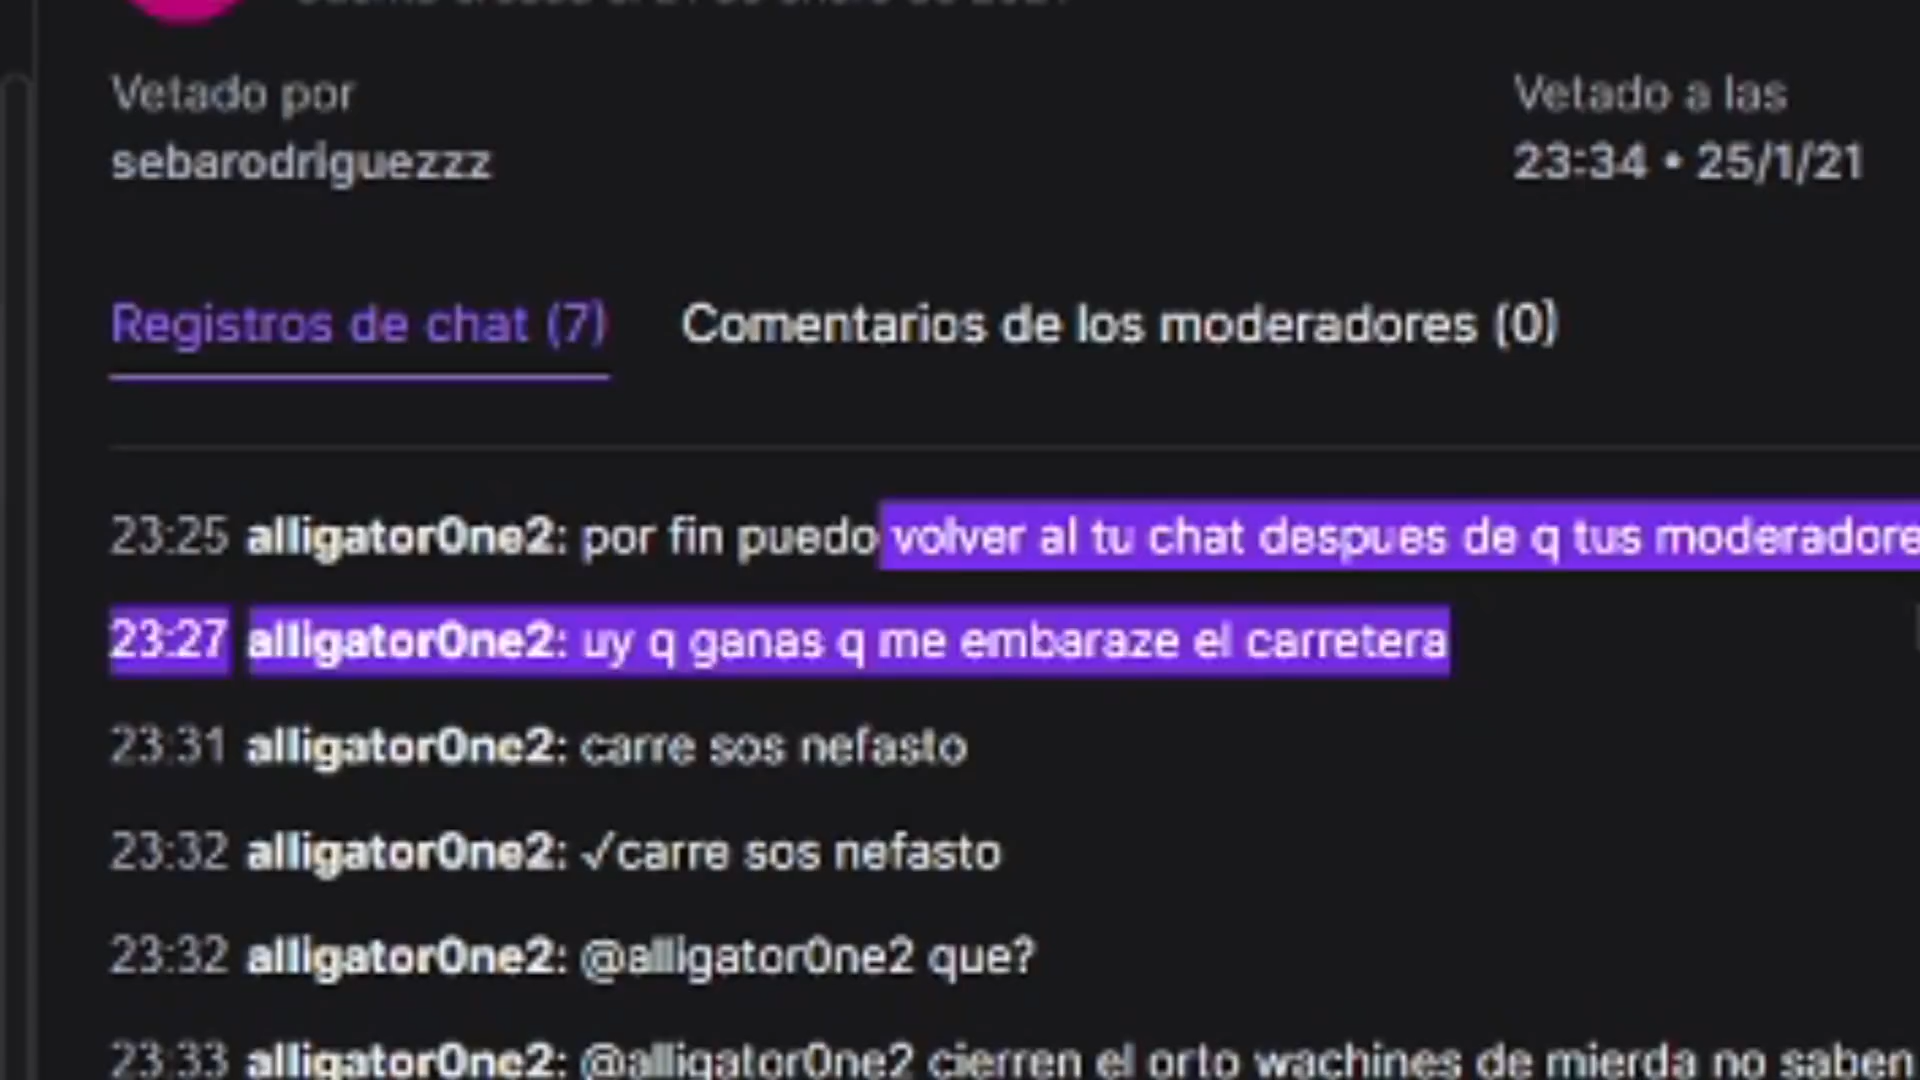 Vetado por
Vetado a las
sebarodriguezzz
23:34 • 25/1/21
Registros de chat (7)
Comentarios de los moderadores (0)
23:25 alligator0ne2: por fin puedo volver al tu chat despues de q tus moderadore
23:27 alligator0ne2: uy q ganas q me embaraze el carretera
23:31 alligator0ne2: carre sos nefasto
23:32 alligator0ne2: √carre sos nefasto
23:32 alligator0ne2: @alligator0ne2 que?
23:33 alligator0ne2: @alligator0ne2 cierren el orto wachines de mierda no saben